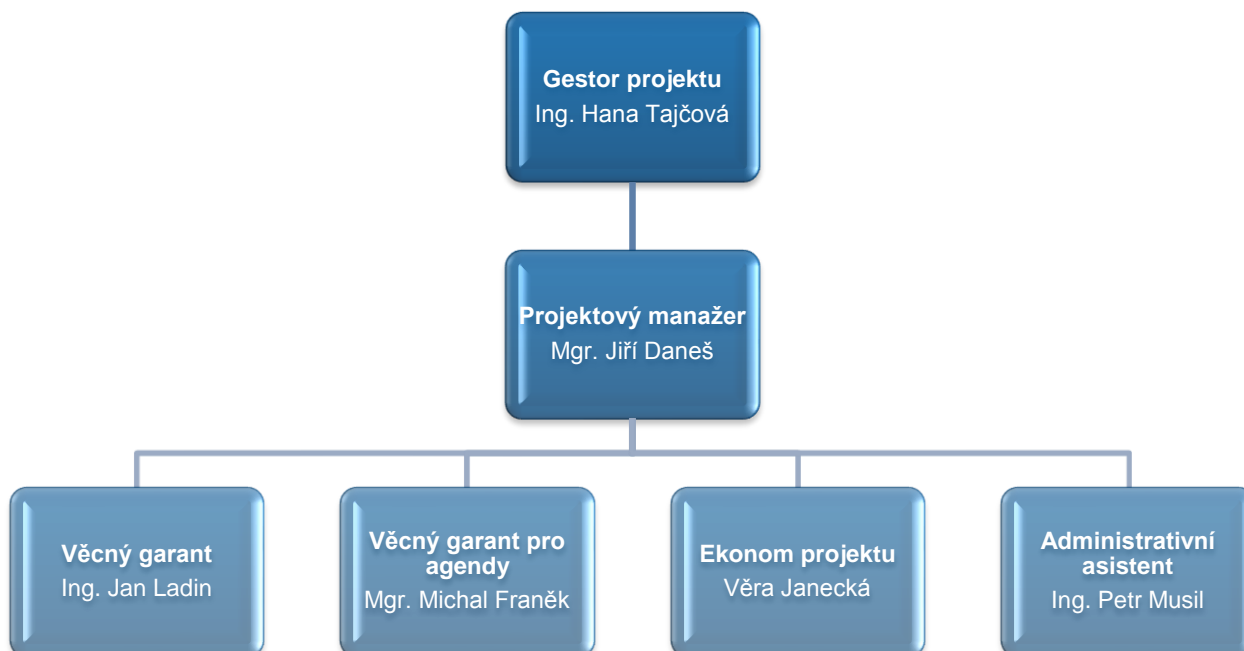 Gestor projektu
Ing. Hana Tajčová
Projektový manažer
Mgr. Jiří Daneš
Věcný garant
Ing. Jan Ladin
Věcný garant pro
agendy
Mgr. Michal Franěk
Ekonom projektu
Věra Janecká
Administrativní
asistent
Ing. Petr Musil